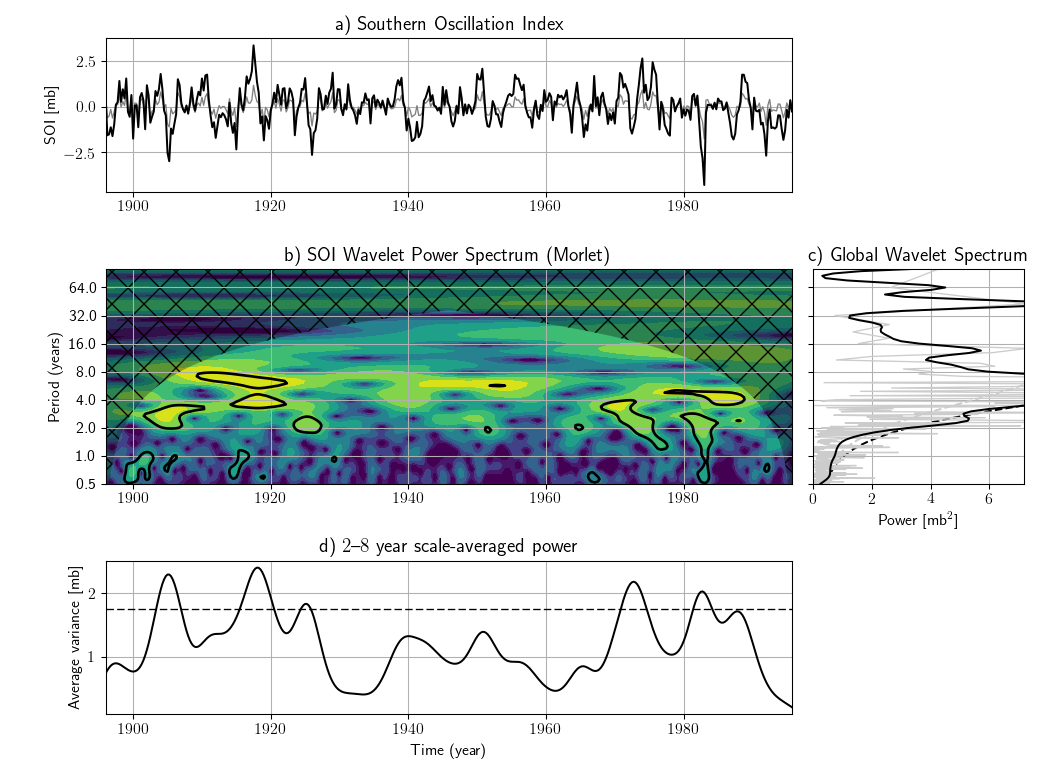 a) Southern Oscillation Index
SOI [mb]
2.5
0.0
−2.5
1900 1920 1940 1960 1980
b) SOI Wavelet Power Spectrum (Morlet)
Period (years)
64.0
32.0
16.0
8.0
4.0
2.0
1.0
0.5
1900 1920 1940 1960 1980
c) Global Wavelet Spectrum
0 2 4 6
Power [mb²]
d) 2–8 year scale-averaged power
Average variance [mb]
2
1
1900 1920 1940 1960 1980
Time (year)